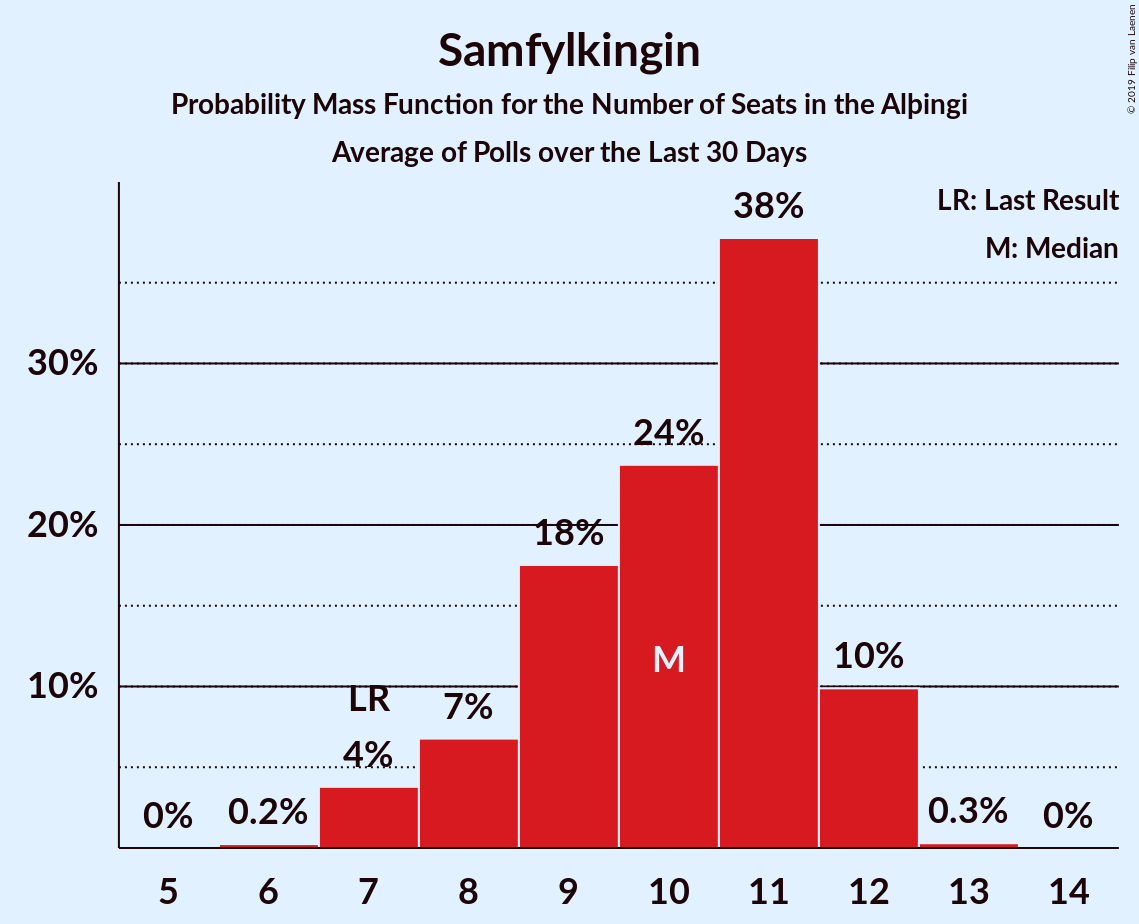 Samfylkingin
Probability Mass Function for the Number of Seats in the Alþingi
Average of Polls over the Last 30 Days
© 2019 Filip van Laenen
LR: Last Result
M: Median
38%
30%
24%
20%
18%
M
10%
10%
LR
7%
4%
0%
0.2%
0.3%
0%
5 6 7 8 9 10 11 12 13 14